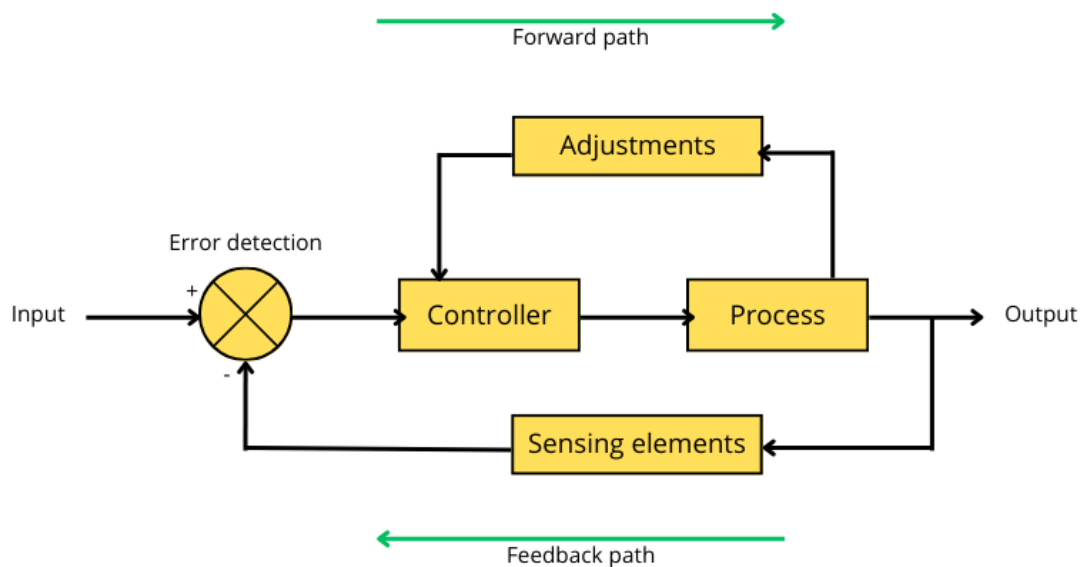 Forward path
Adjustments
Error detection
+
Input
Controller
Process
Output
-
Sensing elements
Feedback path